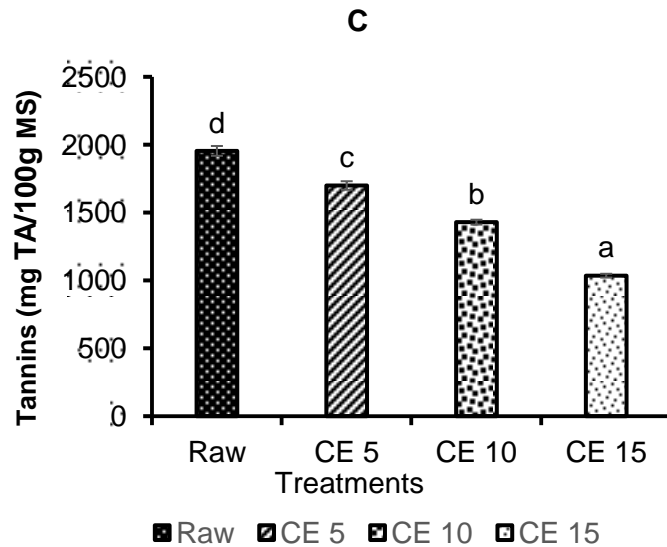 C
Tannins (mg TA/100g MS)
2500
2000
1500
1000
500
0
d
c
b
a
Raw CE 5 CE 10 CE 15
Treatments
Raw CE 5 CE 10 CE 15